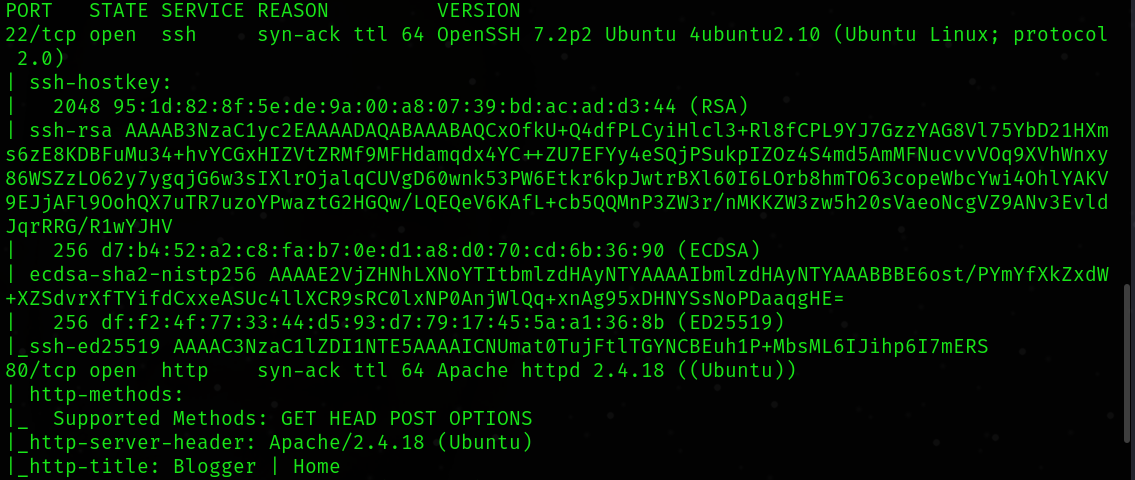 PORT   STATE SERVICE REASON         VERSION
22/tcp open  ssh     syn-ack ttl 64 OpenSSH 7.2p2 Ubuntu 4ubuntu2.10 (Ubuntu Linux; protocol
 2.0)
| ssh-hostkey:
|   2048 95:1d:82:8f:5e:de:9a:00:a8:07:39:bd:ac:ad:d3:44 (RSA)
| ssh-rsa AAAAB3NzaC1yc2EAAAADAQABAAABAQCxOfkU+Q4dfPLCyiHlcl3+Rl8fCPL9YJ7GzzYAG8Vl75YbD21HXm
s6zE8KDBFuMu34+hvYCGxHIZVtZRMf9MFHdamqdx4YC++ZU7EFYy4eSQjPSukpIZOz4S4md5AmMFNucvvVOq9XVhWnxy
86WSZzLO62y7ygqjG6w3sIXlrOjalqCUVgD60wnk53PW6Etkr6kpJwtrBXl60I6LOrb8hmTO63copeWbcYwi4OhlYAKV
9EJjAFl9OohQX7uTR7uzoYPwaztG2HGQw/LQEQeV6KAfL+cb5QQMnP3ZW3r/nMKKZW3zw5h20sVaeoNcgVZ9ANv3Evld
JqrRRG/R1wYJHV
|   256 d7:b4:52:a2:c8:fa:b7:0e:d1:a8:d0:70:cd:6b:36:90 (ECDSA)
| ecdsa-sha2-nistp256 AAAAE2VjZHNhLXNoYTItbmlzdHAyNTYAAAAIbmlzdHAyNTYAAABBBE6ost/PYmYfXkZxdW
+XZSdvrXfTYifdCxxeASUc4llXCR9sRC0lxNP0AnjWlQq+xnAg95xDHNYSsNoPDaaqgHE=
|   256 df:f2:4f:77:33:44:d5:93:d7:79:17:45:5a:a1:36:8b (ED25519)
|_ssh-ed25519 AAAAC3NzaC1lZDI1NTE5AAAAICNUmat0TujFtlTGYNCBEuh1P+MbsML6IJihp6I7mERS
80/tcp open  http    syn-ack ttl 64 Apache httpd 2.4.18 ((Ubuntu))
| http-methods:
|_  Supported Methods: GET HEAD POST OPTIONS
|_http-server-header: Apache/2.4.18 (Ubuntu)
|_http-title: Blogger | Home